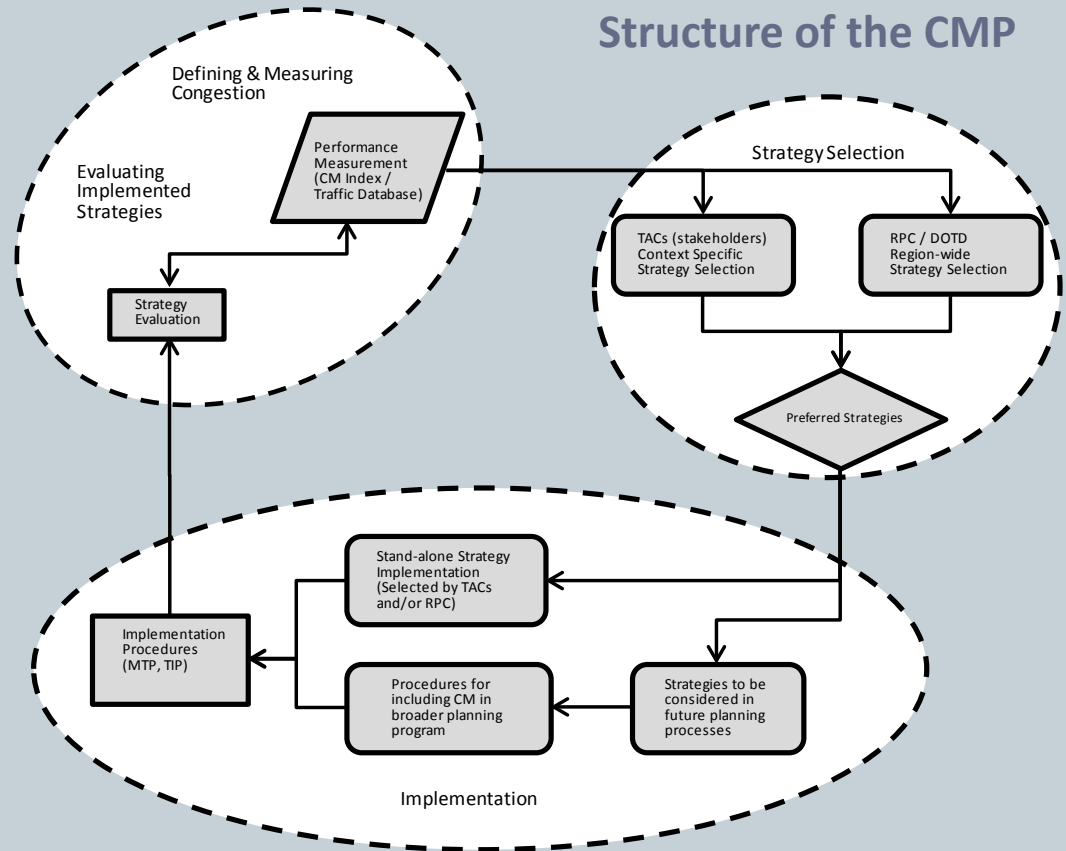 Structure of the CMP
Defining & Measuring
Congestion
Performance
Measurement
(CM Index /
Traffic Database)
Evaluating
Implemented
Strategies
Strategy
Evaluation
Strategy Selection
TACs (stakeholders)
Context Specific
Strategy Selection
RPC / DOTD
Region-wide
Strategy Selection
Preferred Strategies
Stand-alone Strategy
Implementation
(Selected by TACs
and/or RPC)
Implementation
Procedures
(MTP, TIP)
Procedures for
including CM in
broader planning
program
Strategies to be
considered in
future planning
processes
Implementation